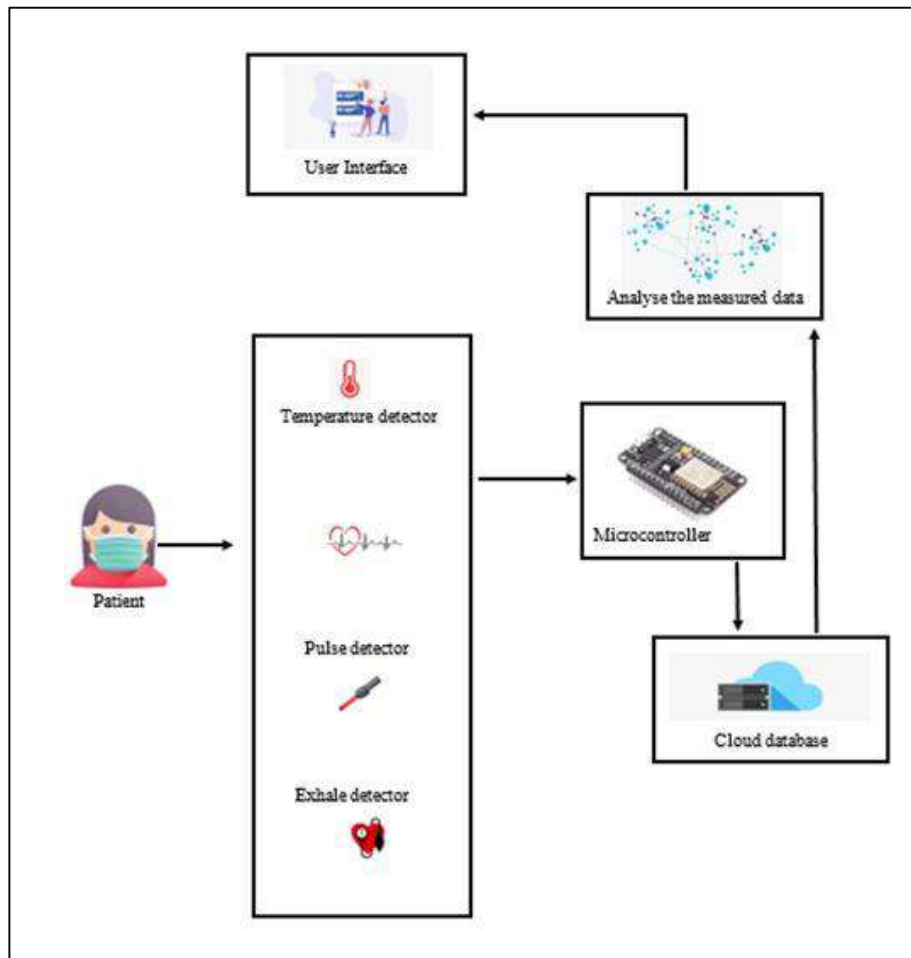 User Interface
Analyse the measured data
Temperature detector
Microcontroller
Patient
Pulse detector
Cloud database
Exhale detector